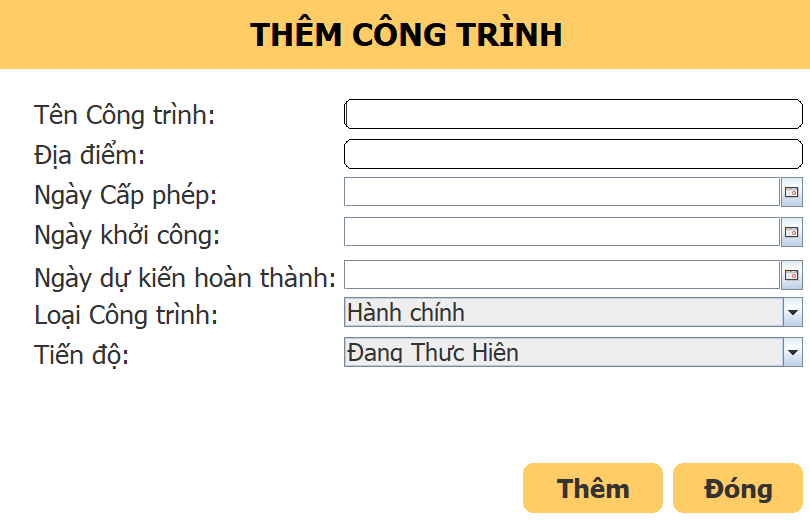 THÊM CÔNG TRÌNH
Tên Công trình:
Địa điểm:
Ngày Cấp phép:
Ngày khởi công:
Ngày dự kiến hoàn thành:
Loại Công trình: Hành chính
Tiến độ: Đang Thực Hiện
Thêm Đóng